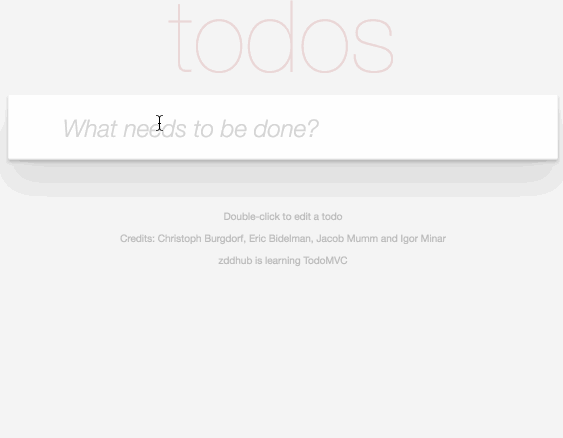 todos
What needs to be done?
Double-click to edit a todo
Credits: Christoph Burgdorf, Eric Bidelman, Jacob Mumm and Igor Minar
zddhub is learning TodoMVC